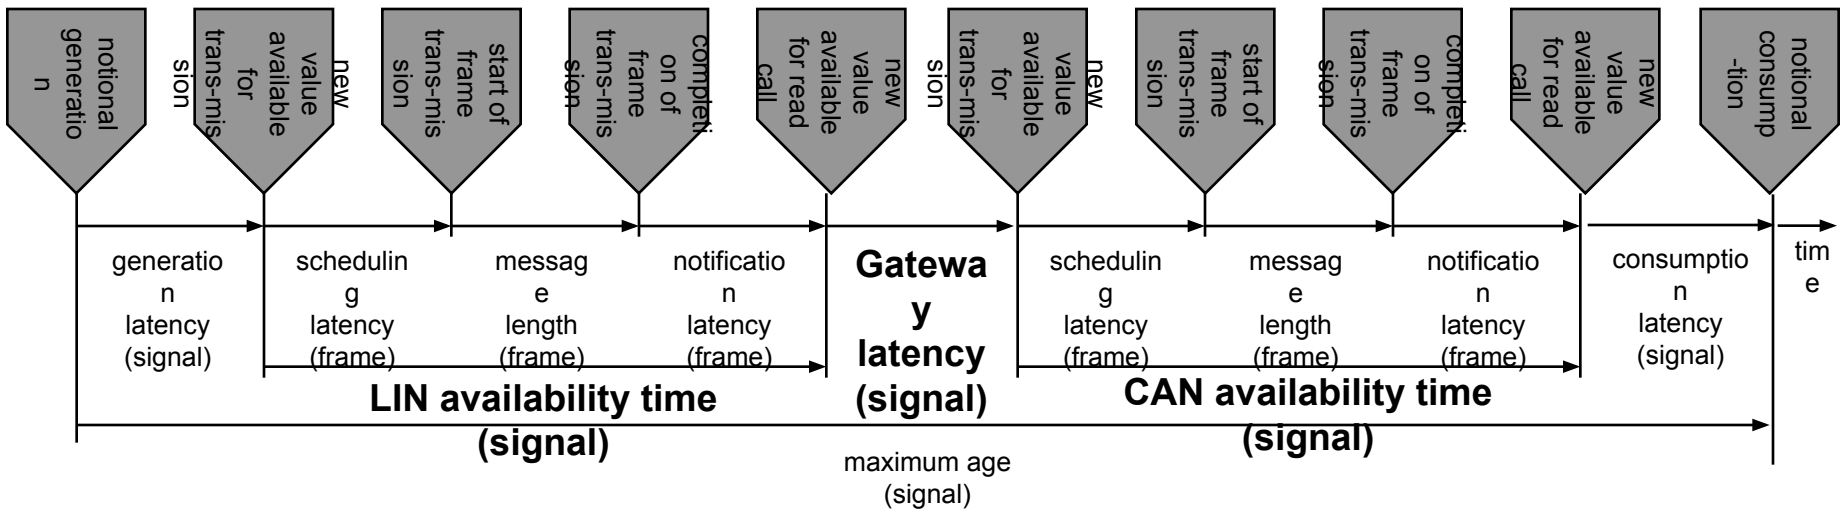 notional
generatio
n
new
value
available
for
trans-mis
sion
start of
frame
trans-mis
sion
completi
on of
frame
trans-mis
sion
new
value
available
for read
call
new
value
available
for
trans-mis
sion
start of
frame
trans-mis
sion
completi
on of
frame
trans-mis
sion
new
value
available
for read
call
notional
consump
-tion
generatio
n
latency
(signal)
schedulin
g
latency
(frame)
messag
e
length
(frame)
notificatio
n
latency
(frame)
Gatewa
y
latency
(signal)
schedulin
g
latency
(frame)
messag
e
length
(frame)
notificatio
n
latency
(frame)
consumptio
n
latency
(signal)
tim
e
LIN availability time
(signal)
CAN availability time
(signal)
maximum age
(signal)